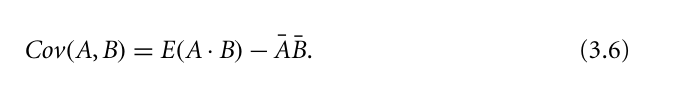 Cov(A, B) = E(A · B) − ĀB̄. (3.6)